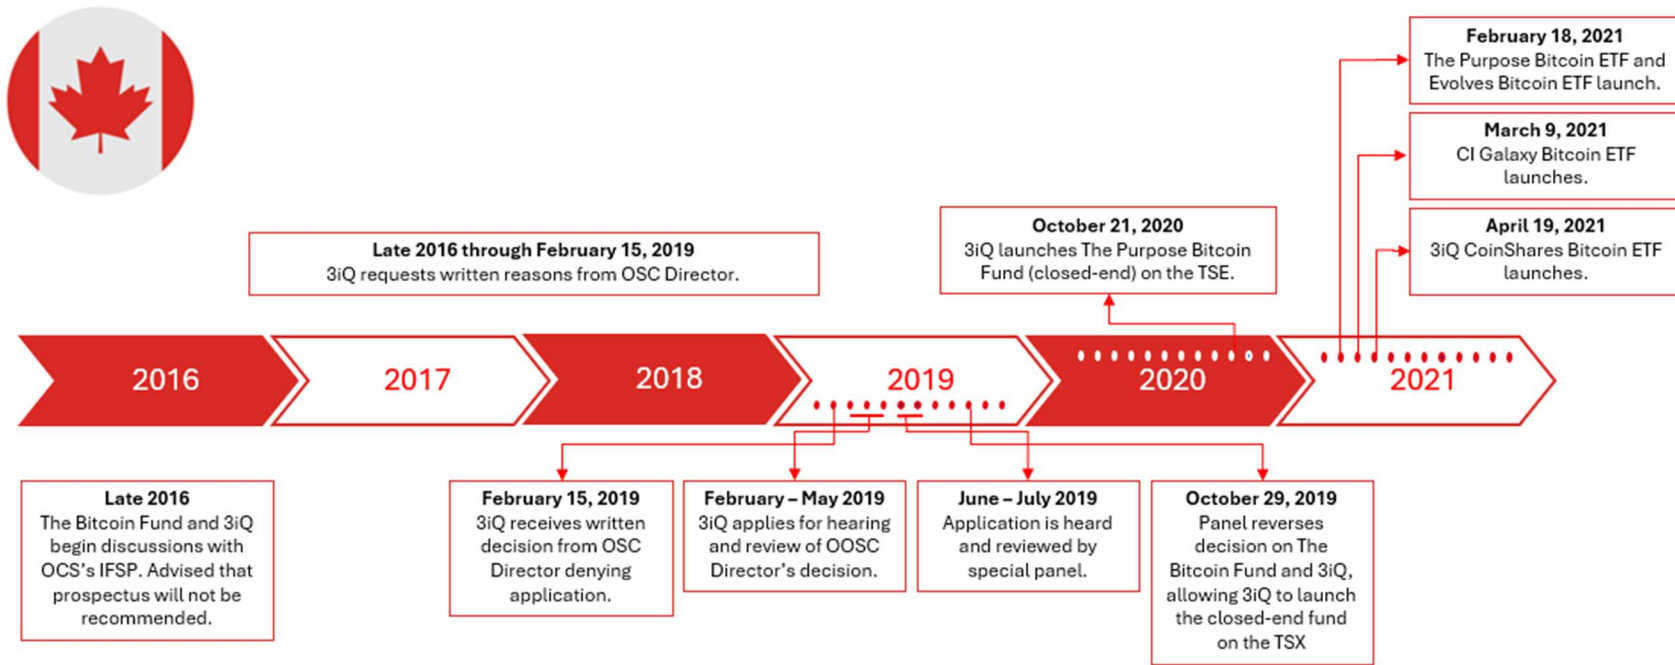 February 18, 2021
The Purpose Bitcoin ETF and
Evolves Bitcoin ETF launch.
March 9, 2021
CI Galaxy Bitcoin ETF
launches.
April 19, 2021
3iQ CoinShares Bitcoin ETF
launches.
October 21, 2020
3iQ launches The Purpose Bitcoin
Fund (closed-end) on the TSE.
Late 2016 through February 15, 2019
3iQ requests written reasons from OSC Director.
2016
2017
2018
2019
2020
2021
Late 2016
The Bitcoin Fund and 3iQ
begin discussions with
OCS's IFSP. Advised that
prospectus will not be
recommended.
February 15, 2019
3iQ receives written
decision from OSC
Director denying
application.
February – May 2019
3iQ applies for hearing
and review of OOSC
Director's decision.
June – July 2019
Application is heard
and reviewed by
special panel.
October 29, 2019
Panel reverses
decision on The
Bitcoin Fund and 3iQ,
allowing 3iQ to launch
the closed-end fund
on the TSX